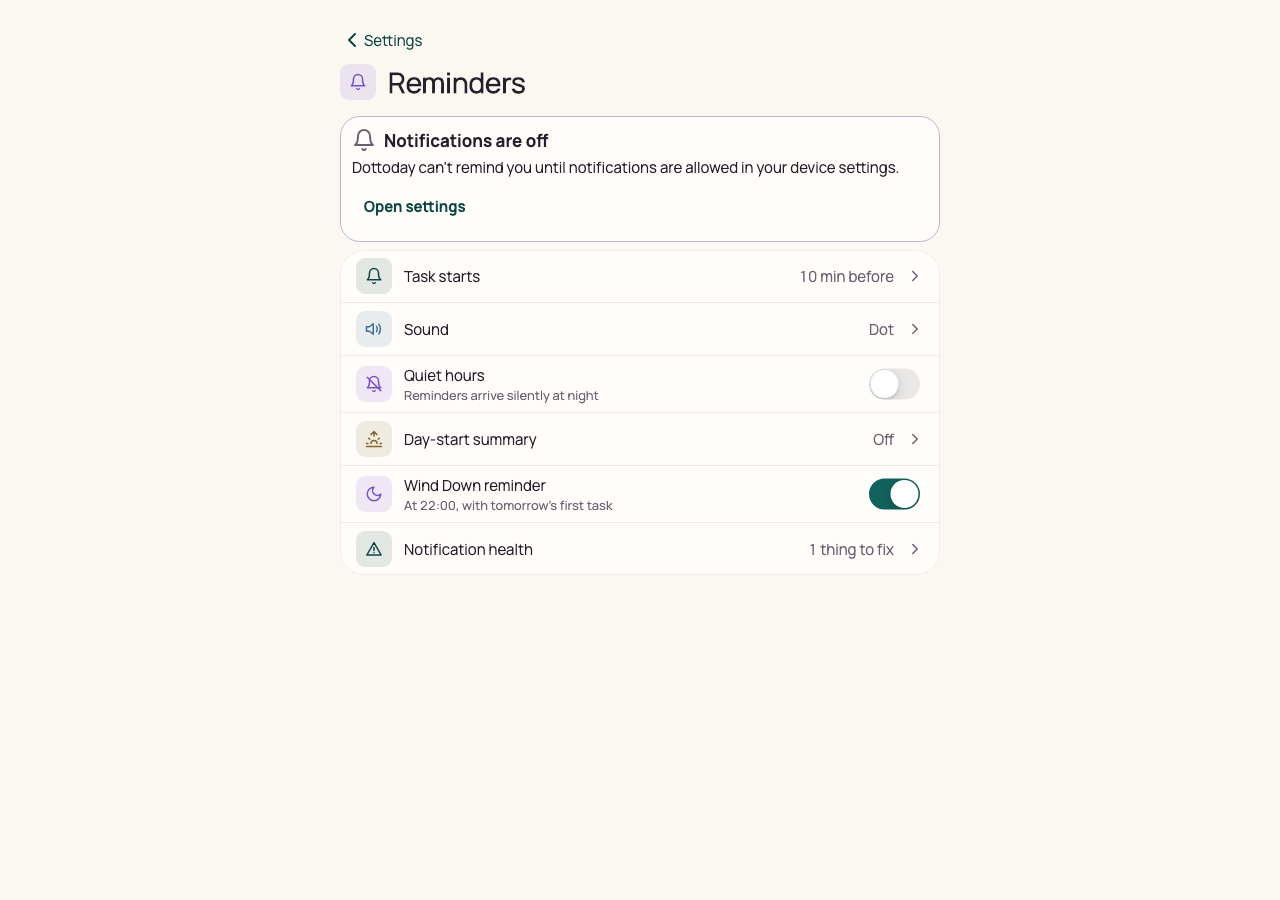 Settings
Reminders
Notifications are off
Dottoday can't remind you until notifications are allowed in your device settings.
Open settings
Task starts 10 min before
Sound Dot
Quiet hours
Reminders arrive silently at night
Day-start summary Off
Wind Down reminder
At 22:00, with tomorrow's first task
Notification health 1 thing to fix